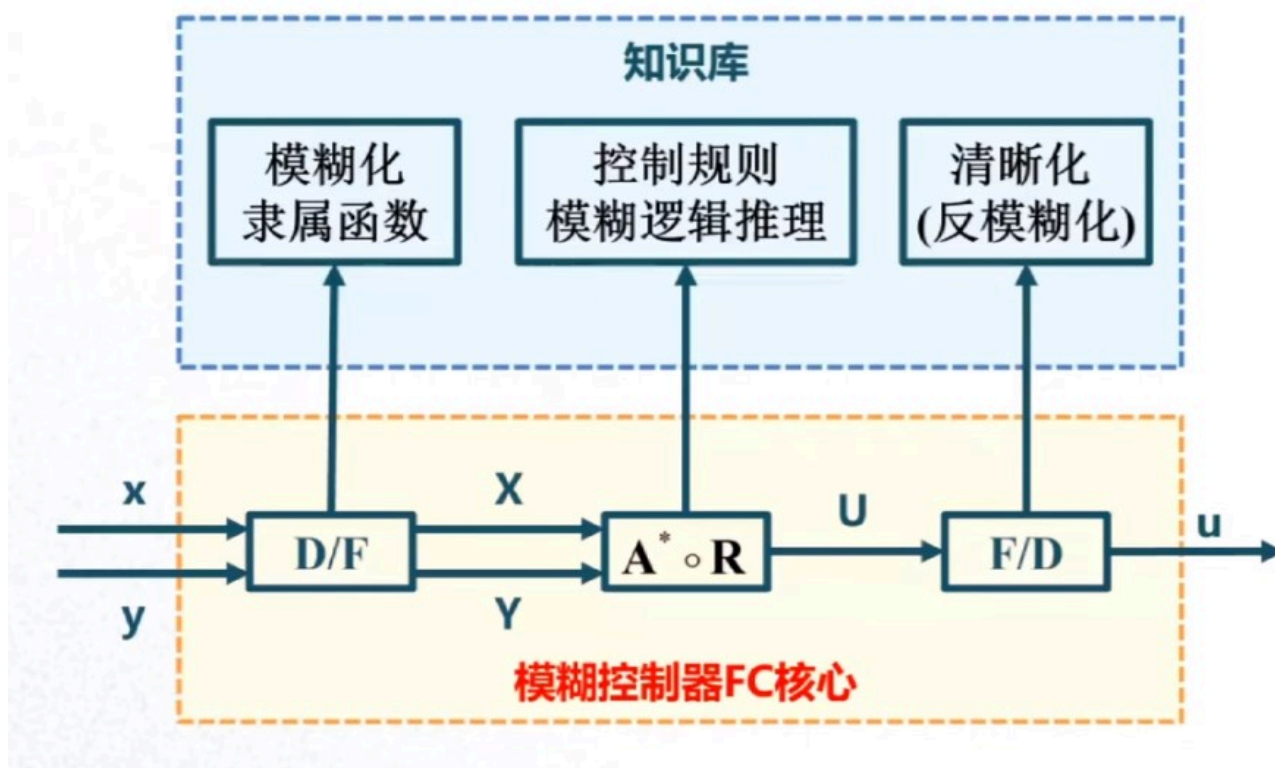 知识库
模糊化
隶属函数
控制规则
模糊逻辑推理
清晰化
(反模糊化)
x
y
D/F
X
Y
A* ∘ R
U
F/D
u
模糊控制器FC核心